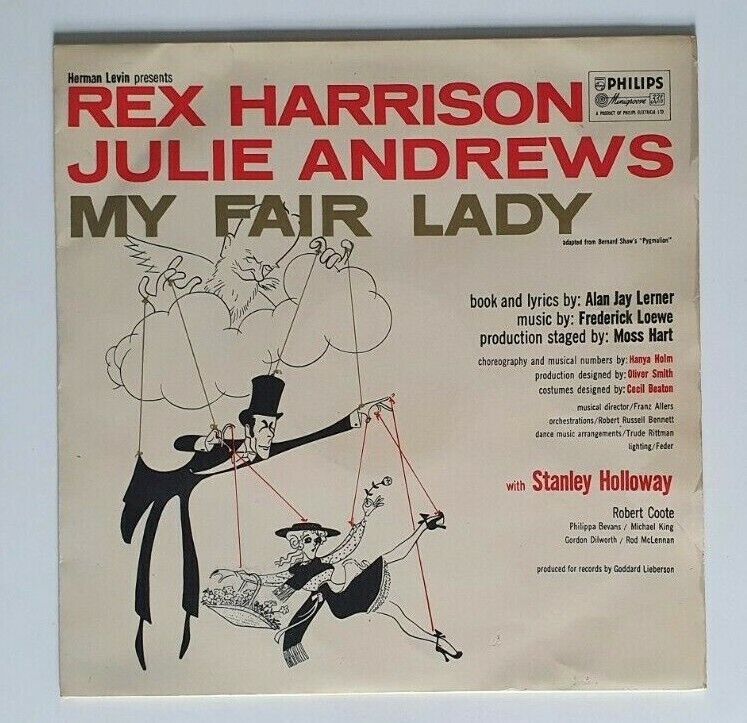 Herman Levin presents
REX HARRISON
JULIE ANDREWS
MY FAIR LADY
PHILIPS
Minigroove 33⅓
A PRODUCT OF PHILIPS ELECTRICAL LTD
adapted from Bernard Shaw's "Pygmalion"
book and lyrics by: Alan Jay Lerner
music by: Frederick Loewe
production staged by: Moss Hart
choreography and musical numbers by: Hanya Holm
production designed by: Oliver Smith
costumes designed by: Cecil Beaton
musical director/Franz Allers
orchestrations/Robert Russell Bennett
dance music arrangements/Trude Rittman
lighting/Feder
with Stanley Holloway
Robert Coote
Philippa Bevans / Michael King
Gordon Dilworth / Rod McLennan
produced for records by Goddard Lieberson